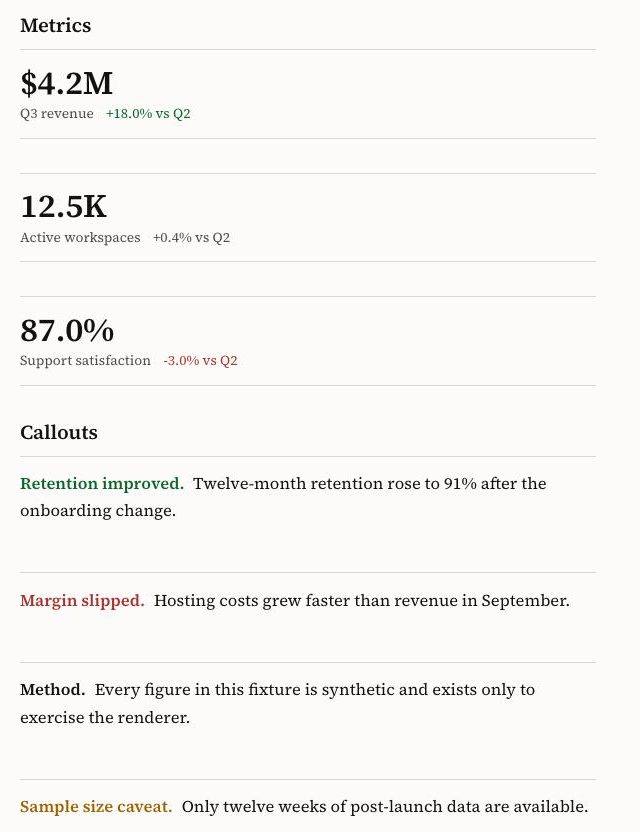 Metrics
$4.2M
Q3 revenue +18.0% vs Q2
12.5K
Active workspaces +0.4% vs Q2
87.0%
Support satisfaction -3.0% vs Q2
Callouts
Retention improved. Twelve-month retention rose to 91% after the
onboarding change.
Margin slipped. Hosting costs grew faster than revenue in September.
Method. Every figure in this fixture is synthetic and exists only to
exercise the renderer.
Sample size caveat. Only twelve weeks of post-launch data are available.